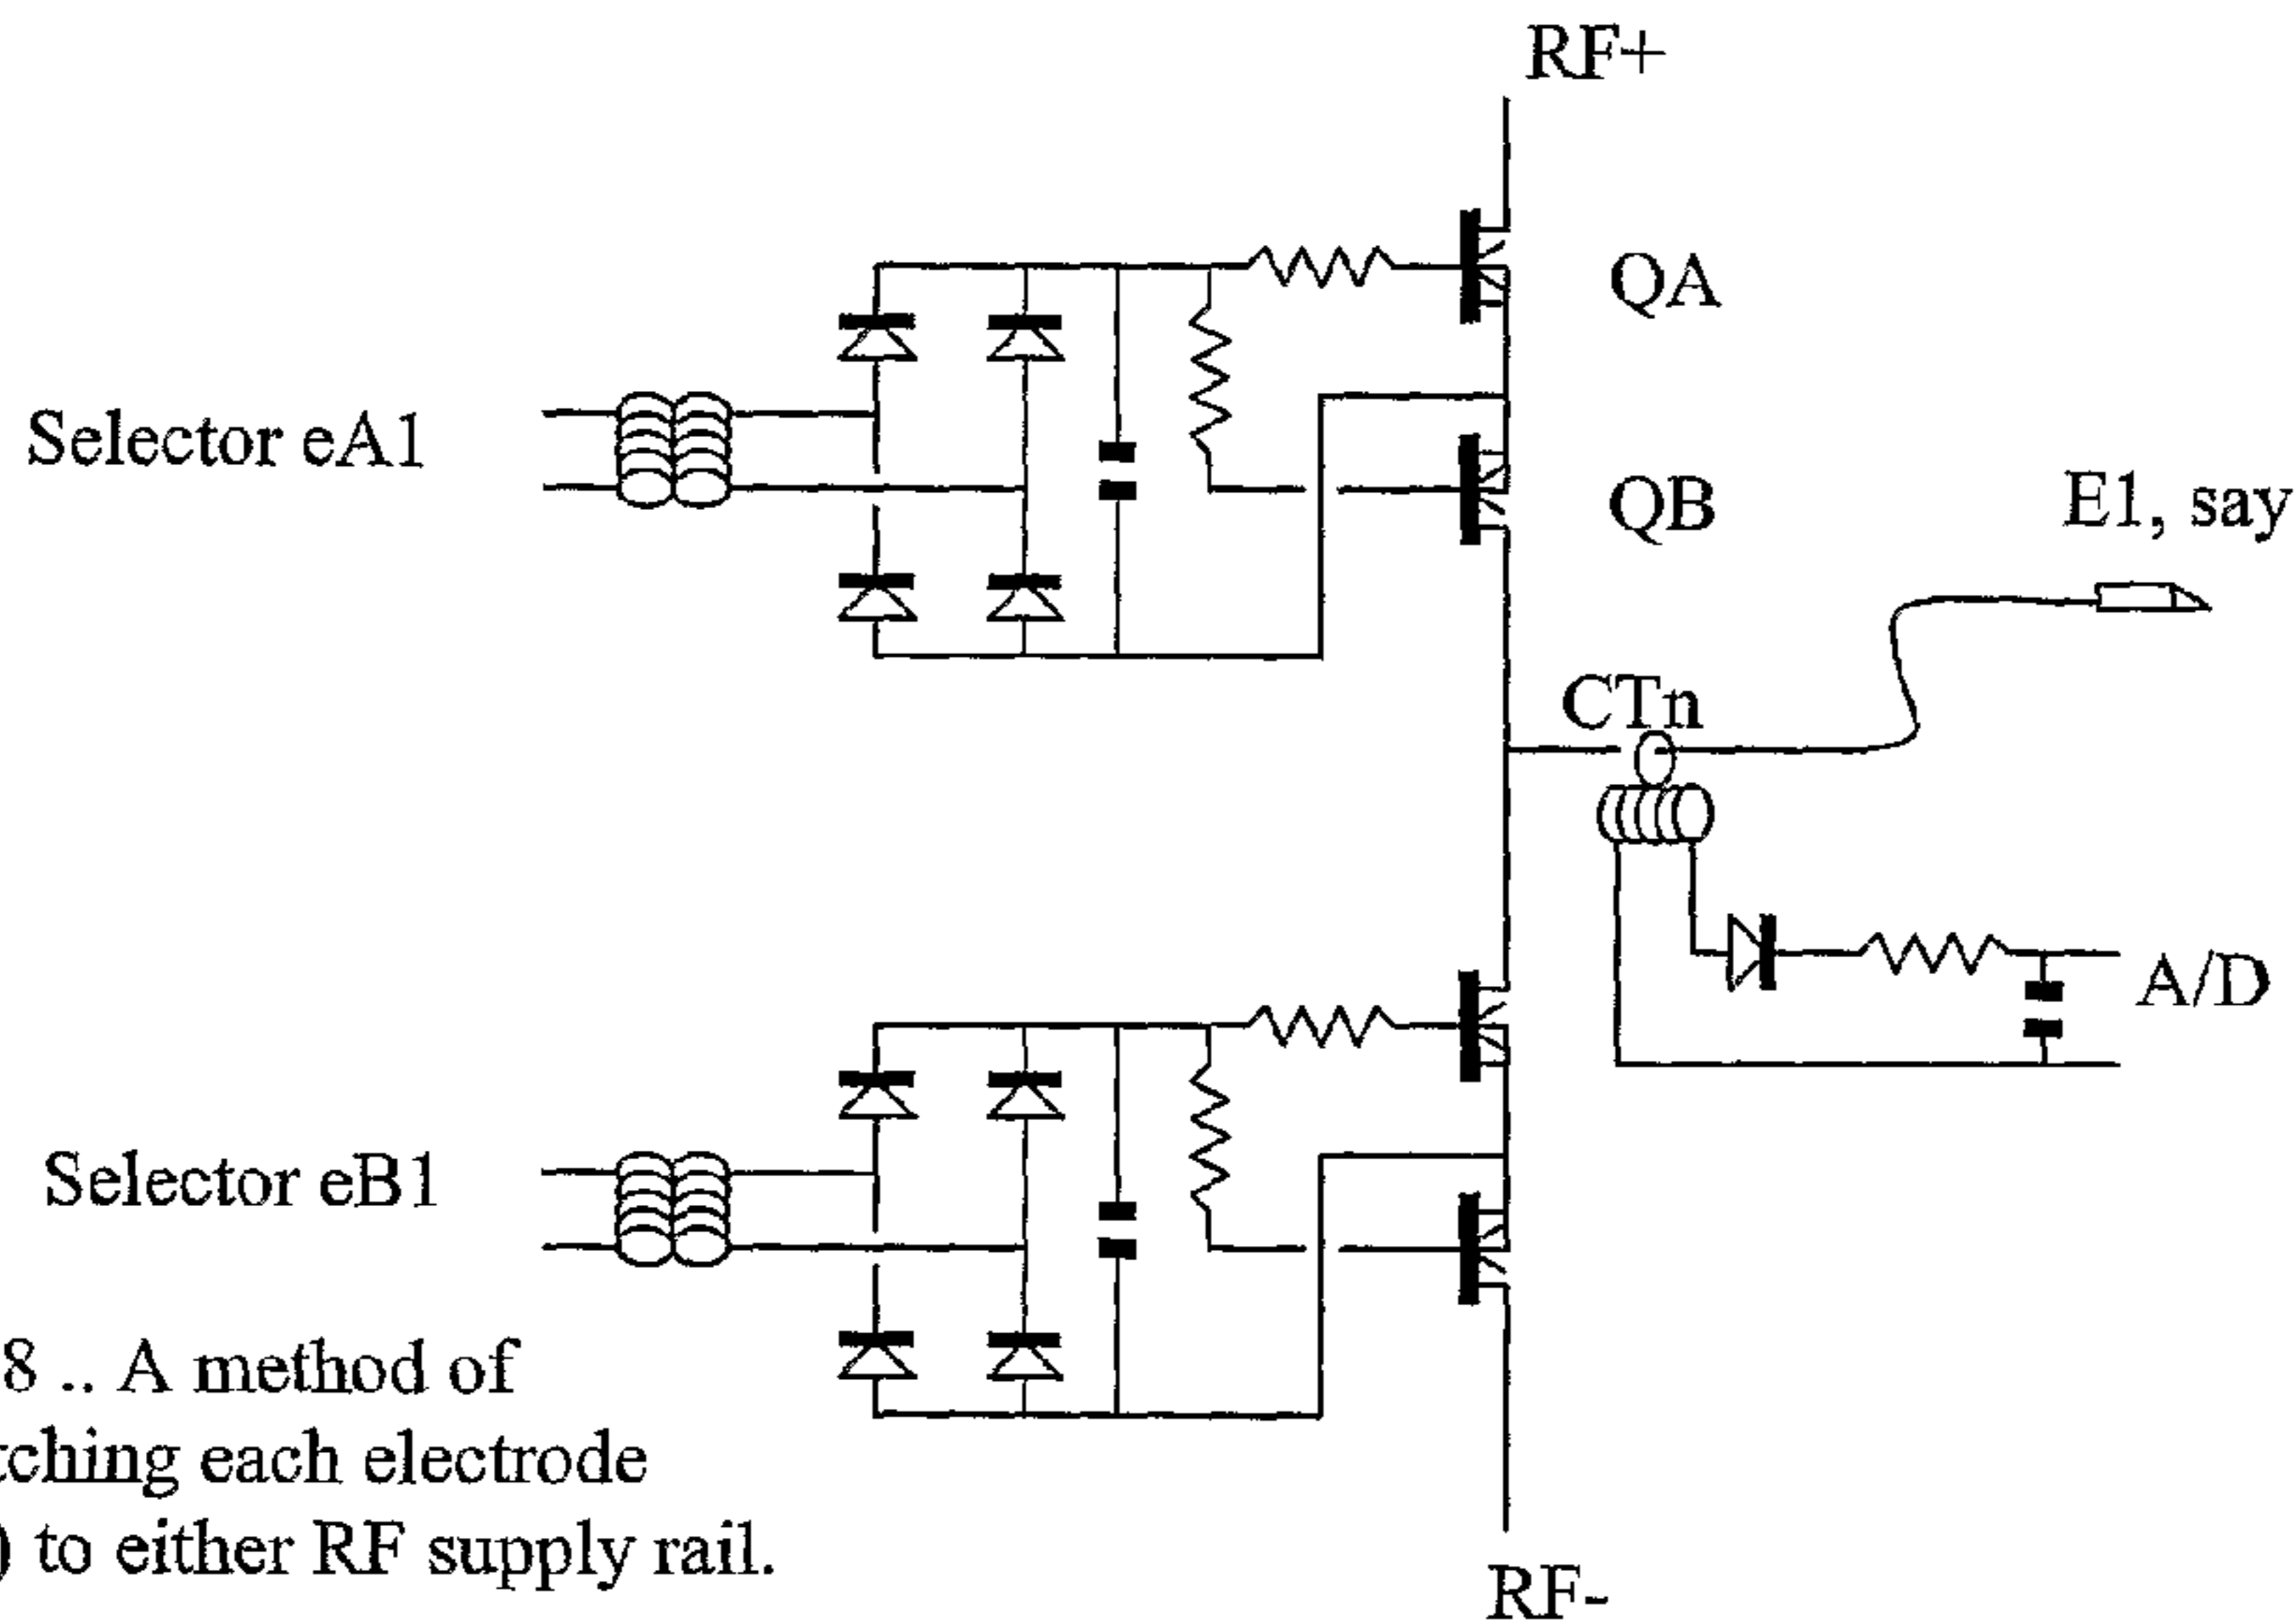 RF+
QA
Selector eA1
QB
E1, say
CTn
A/D
Selector eB1
8 .. A method of
each electrode
to either RF supply rail.
RF-